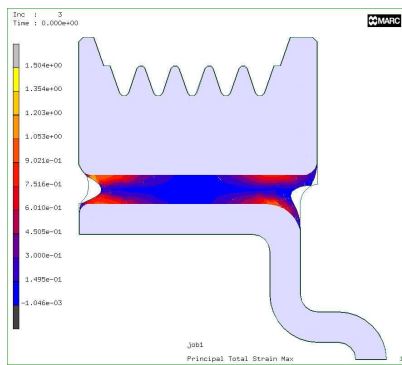 Inc : 3
Time : 0.000e+00
MARC
1.504e+00
1.354e+00
1.203e+00
1.053e+00
9.021e-01
7.516e-01
6.010e-01
4.505e-01
3.000e-01
1.495e-01
-1.046e-03
job1
Principal Total Strain Max